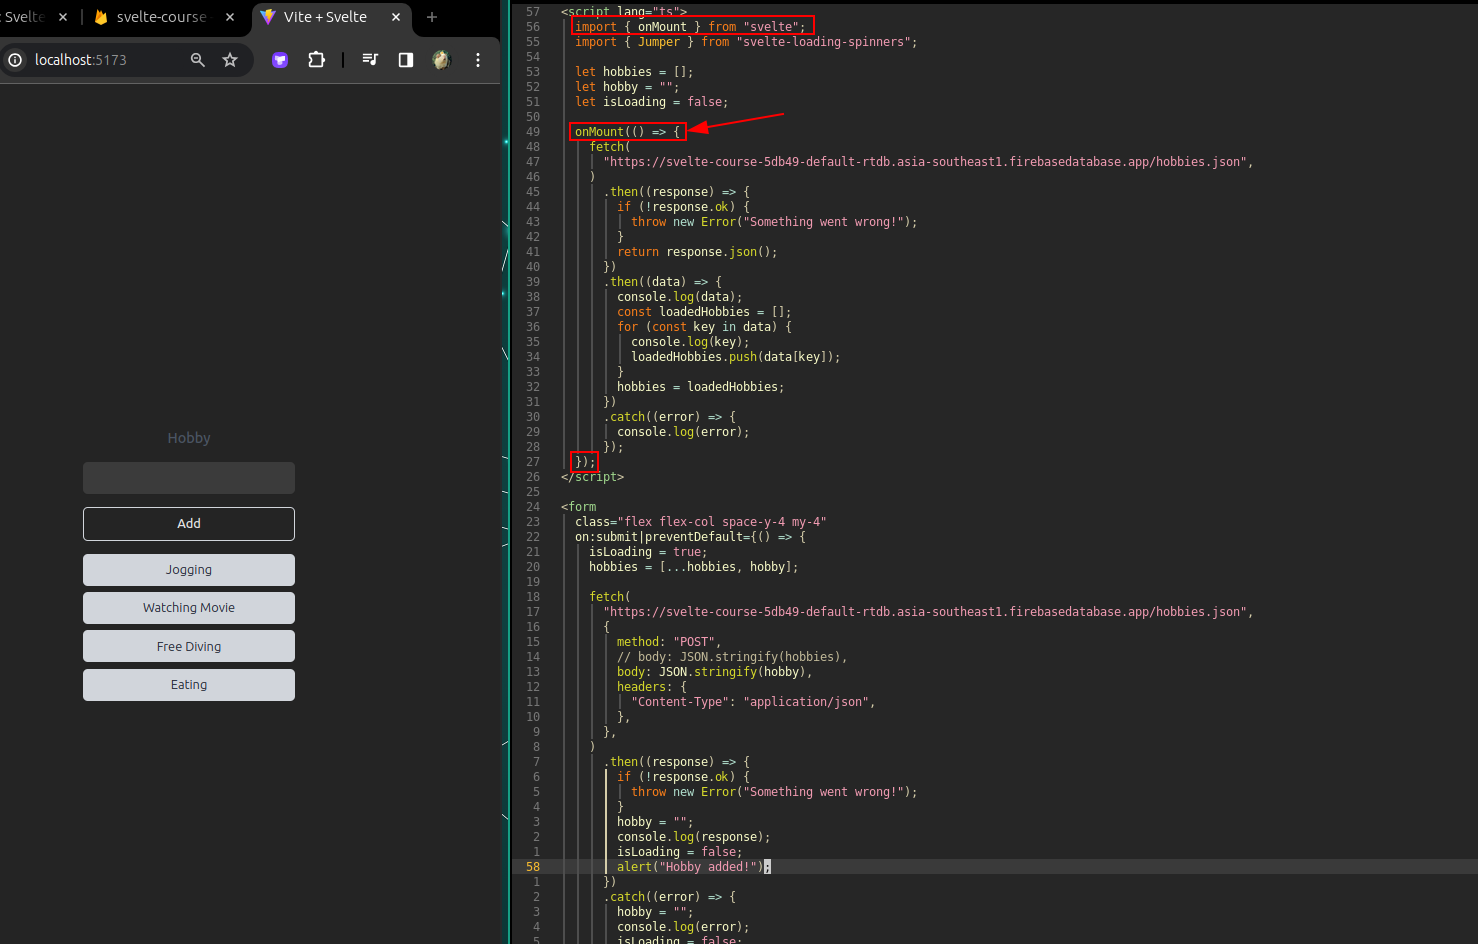 : Svelte
svelte-course
Vite + Svelte
localhost:5173
Hobby
Add
Jogging
Watching Movie
Free Diving
Eating
57 <script lang="ts">
56 import { onMount } from "svelte";
55 import { Jumper } from "svelte-loading-spinners";
54
53 let hobbies = [];
52 let hobby = "";
51 let isLoading = false;
50
49 onMount(() => {
48 fetch(
47 "https://svelte-course-5db49-default-rtdb.asia-southeast1.firebasedatabase.app/hobbies.json",
46 )
45 .then((response) => {
44 if (!response.ok) {
43 throw new Error("Something went wrong!");
42 }
41 return response.json();
40 })
39 .then((data) => {
38 console.log(data);
37 const loadedHobbies = [];
36 for (const key in data) {
35 console.log(key);
34 loadedHobbies.push(data[key]);
33 }
32 hobbies = loadedHobbies;
31 })
30 .catch((error) => {
29 console.log(error);
28 });
27 });
26 </script>
25
24 <form
23 class="flex flex-col space-y-4 my-4"
22 on:submit|preventDefault={() => {
21 isLoading = true;
20 hobbies = [...hobbies, hobby];
19
18 fetch(
17 "https://svelte-course-5db49-default-rtdb.asia-southeast1.firebasedatabase.app/hobbies.json",
16 {
15 method: "POST",
14 // body: JSON.stringify(hobbies),
13 body: JSON.stringify(hobby),
12 headers: {
11 "Content-Type": "application/json",
10 },
9 },
8 )
7 .then((response) => {
6 if (!response.ok) {
5 throw new Error("Something went wrong!");
4 }
3 hobby = "";
2 console.log(response);
1 isLoading = false;
58 alert("Hobby added!");
1 })
2 .catch((error) => {
3 hobby = "";
4 console.log(error);
5 isLoading = false;